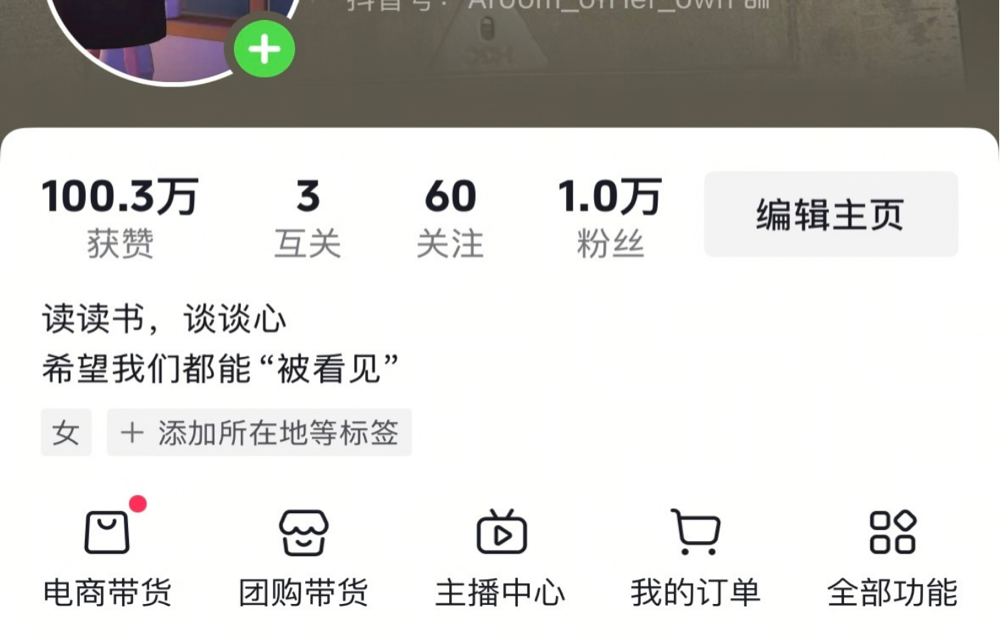 100.3万 3 60 1.0万 编辑主页
获赞 互关 关注 粉丝
读读书，谈谈心
希望我们都能“被看见”
女 + 添加所在地等标签
电商带货 团购带货 主播中心 我的订单 全部功能